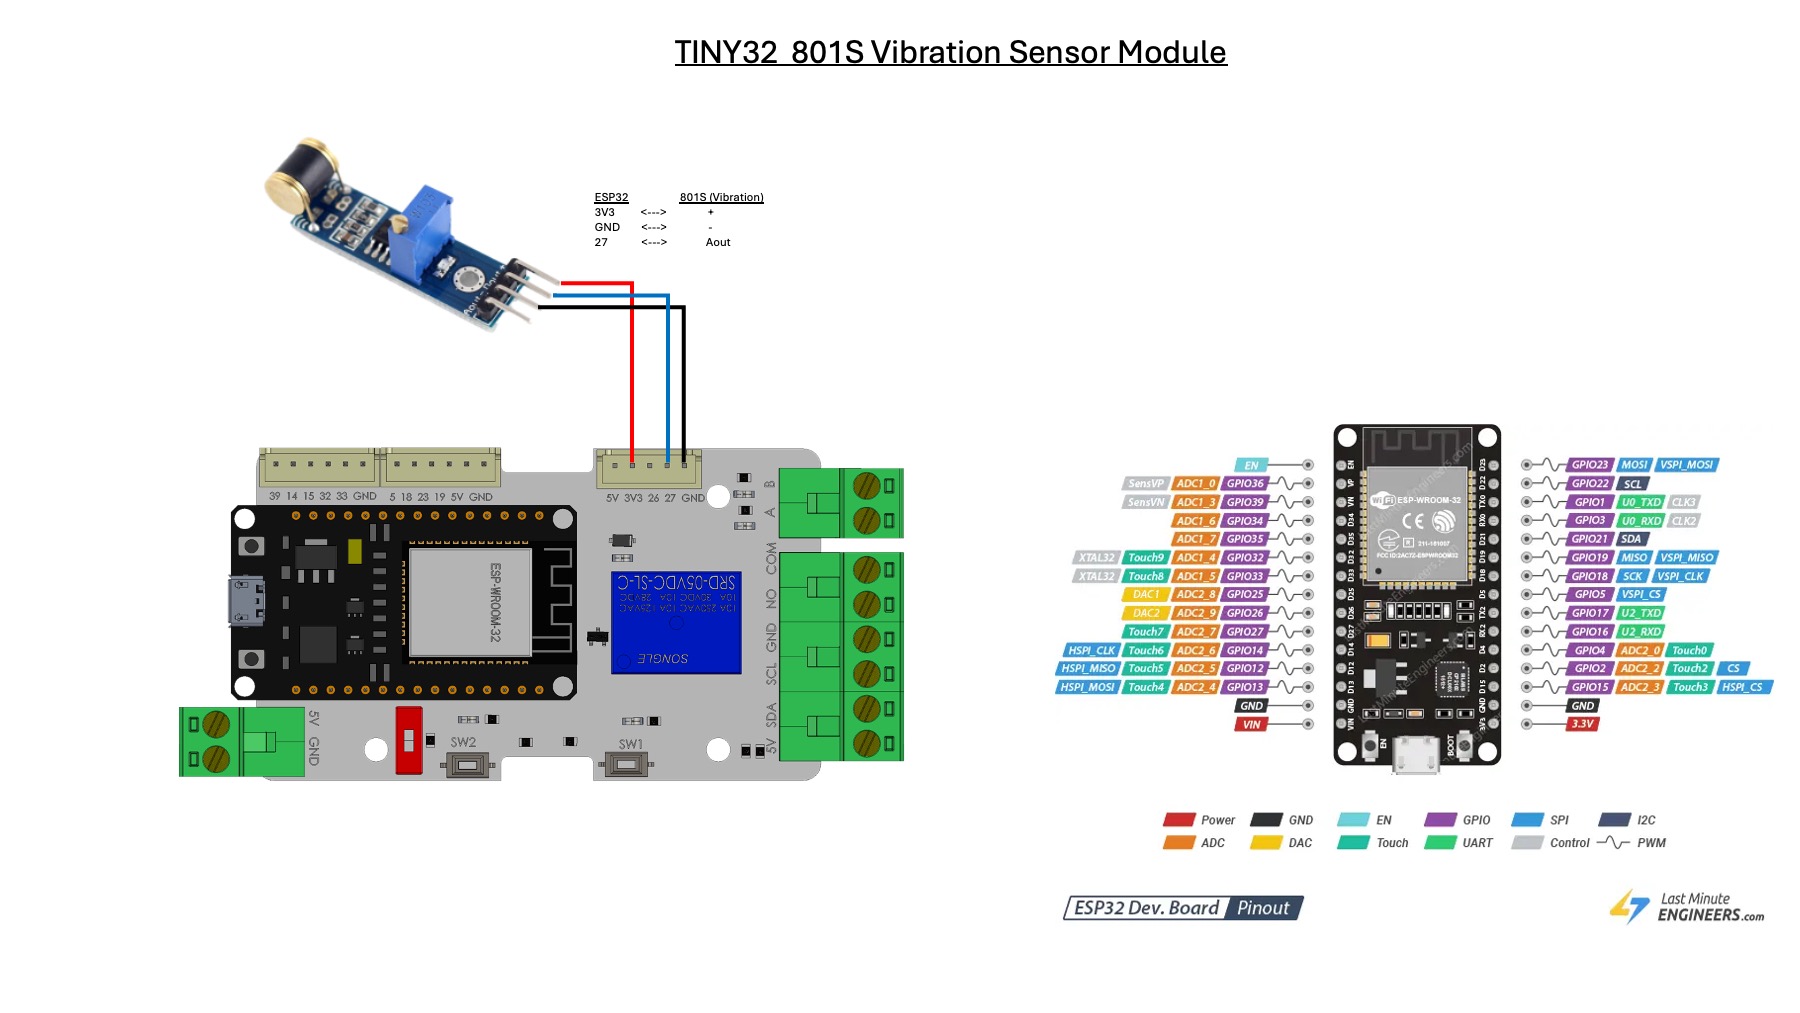 TINY32 801S Vibration Sensor Module
ESP32 801S (Vibration)
3V3 <---> +
GND <---> -
27 <---> Aout
39 14 15 32 33 GND
5 18 23 19 5V GND
5V 3V3 26 27 GND
B
A
COM
NO
GND
SCL
SDA
5V
ESP-WROOM-32
SRD-05VDC-SL-C
10A 250VAC 10A 125VAC
10A 30VDC 10A 28VDC
SONGLE
5V
GND
SW2
SW1
EN
SensVP ADC1_0 GPIO36
SensVN ADC1_3 GPIO39
ADC1_6 GPIO34
ADC1_7 GPIO35
XTAL32 Touch9 ADC1_4 GPIO32
XTAL32 Touch8 ADC1_5 GPIO33
DAC1 ADC2_8 GPIO25
DAC2 ADC2_9 GPIO26
Touch7 ADC2_7 GPIO27
HSPI_CLK Touch6 ADC2_6 GPIO14
HSPI_MISO Touch5 ADC2_5 GPIO12
HSPI_MOSI Touch4 ADC2_4 GPIO13
GND
VIN
EN
VP
VN
D34
D35
D32
D33
D25
D26
D27
D14
D12
D13
GND
VIN
WiFi ESP-WROOM-32
CE
211-161007
FCC ID:2AC7Z-ESPWROOM32
EN
BOOT
D23
D22
TX0
RX0
D21
D19
D18
D5
TX2
RX2
D4
D2
D15
GND
3V3
GPIO23 MOSI VSPI_MOSI
GPIO22 SCL
GPIO1 U0_TXD CLK3
GPIO3 U0_RXD CLK2
GPIO21 SDA
GPIO19 MISO VSPI_MISO
GPIO18 SCK VSPI_CLK
GPIO5 VSPI_CS
GPIO17 U2_TXD
GPIO16 U2_RXD
GPIO4 ADC2_0 Touch0
GPIO2 ADC2_2 Touch2 CS
GPIO15 ADC2_3 Touch3 HSPI_CS
GND
3.3V
Power GND EN GPIO SPI I2C
ADC DAC Touch UART Control PWM
ESP32 Dev. Board Pinout
Last Minute
ENGINEERS.com